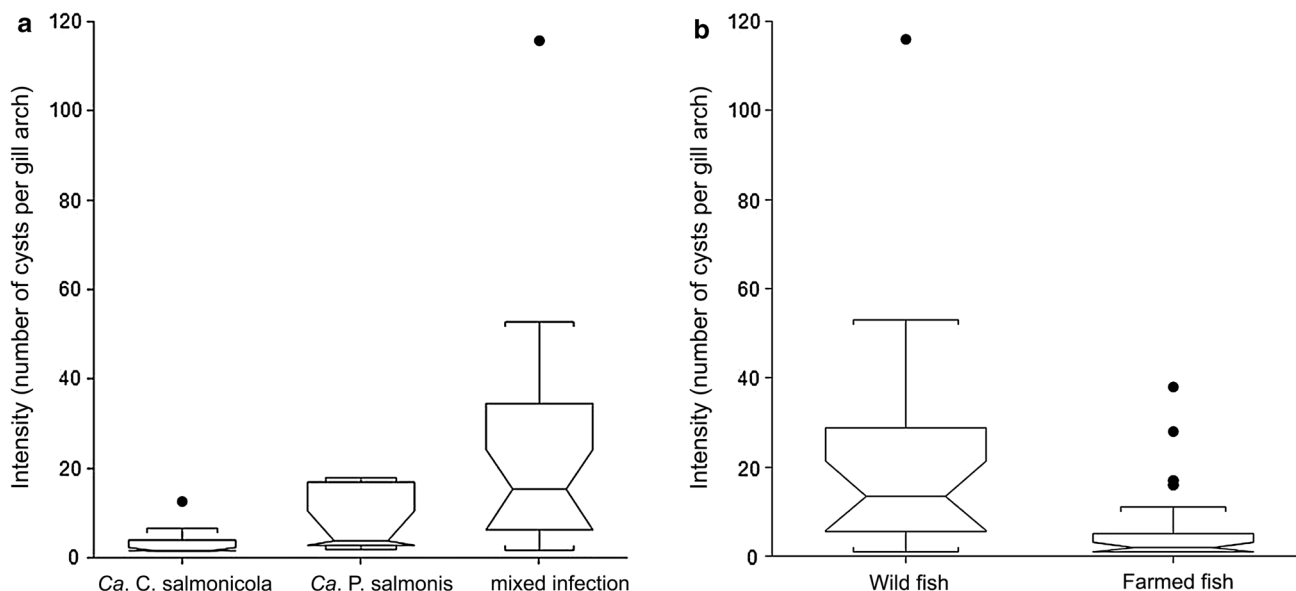 a
Intensity (number of cysts per gill arch)
120
100
80
60
40
20
0
Ca. C. salmonicola
Ca. P. salmonis
mixed infection
b
Intensity (number of cysts per gill arch)
120
100
80
60
40
20
0
Wild fish
Farmed fish